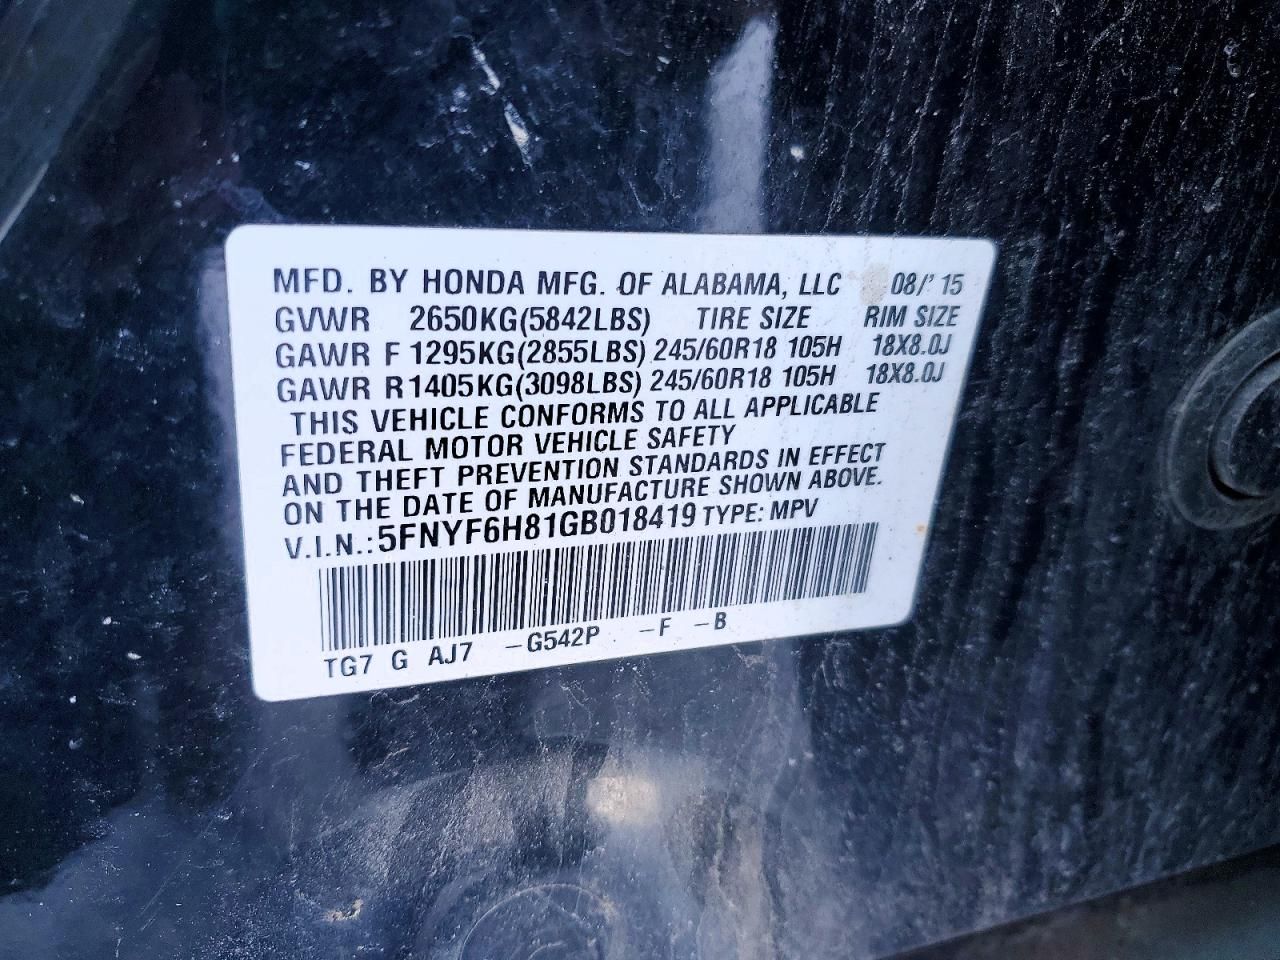 MFD. BY HONDA MFG. OF ALABAMA, LLC 08/'15
GVWR 2650KG(5842LBS) TIRE SIZE RIM SIZE
GAWR F 1295KG(2855LBS) 245/60R18 105H 18X8.0J
GAWR R 1405KG(3098LBS) 245/60R18 105H 18X8.0J
THIS VEHICLE CONFORMS TO ALL APPLICABLE
FEDERAL MOTOR VEHICLE SAFETY
AND THEFT PREVENTION STANDARDS IN EFFECT
ON THE DATE OF MANUFACTURE SHOWN ABOVE.
V.I.N.: 5FNYF6H81GB018419 TYPE: MPV
TG7 G AJ7 -G542P -F -B